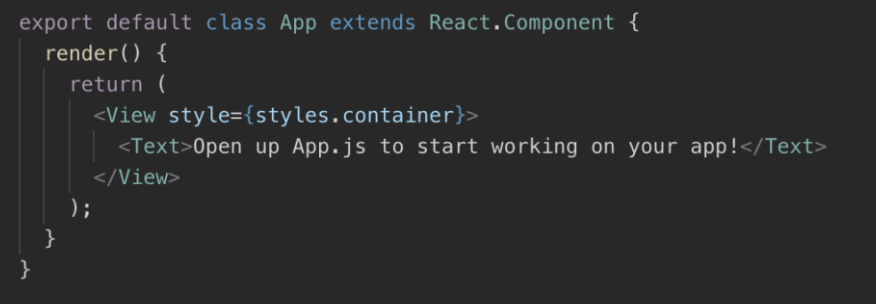 export default class App extends React.Component {
  render() {
    return (
      <View style={styles.container}>
        <Text>Open up App.js to start working on your app!</Text>
      </View>
    );
  }
}